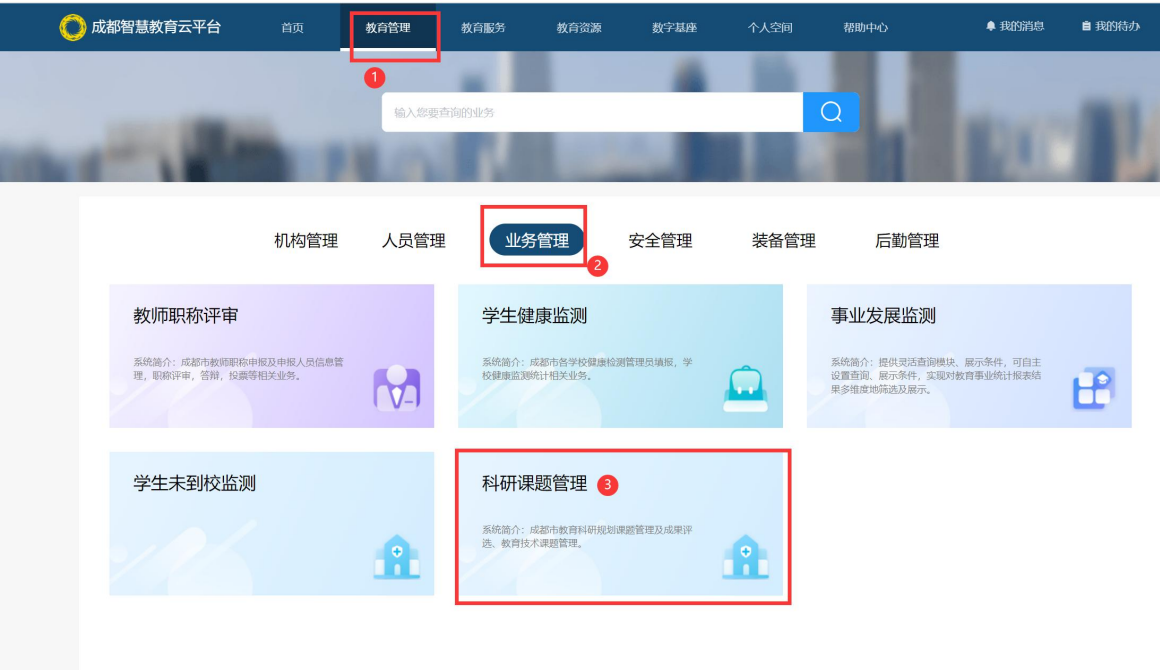 成都智慧教育云平台 首页 教育管理 教育服务 教育资源 数字基座 个人空间 帮助中心 我的消息 我的待办
1
输入您要查询的业务
机构管理 人员管理 业务管理 安全管理 装备管理 后勤管理
2
教师职称评审
系统简介：成都市教师职称申报及申报人员信息管
理，职称评审，答辩，投票等相关业务。
学生健康监测
系统简介：成都市各学校健康检测管理员填报，学
校健康监测统计相关业务。
事业发展监测
系统简介：提供灵活查询模块、展示条件，可自主
设置查询、展示条件，实现对教育事业统计报表结
果多维度地筛选及展示。
学生未到校监测
科研课题管理 3
系统简介：成都市教育科研规划课题管理及成果评
选、教育技术课题管理。